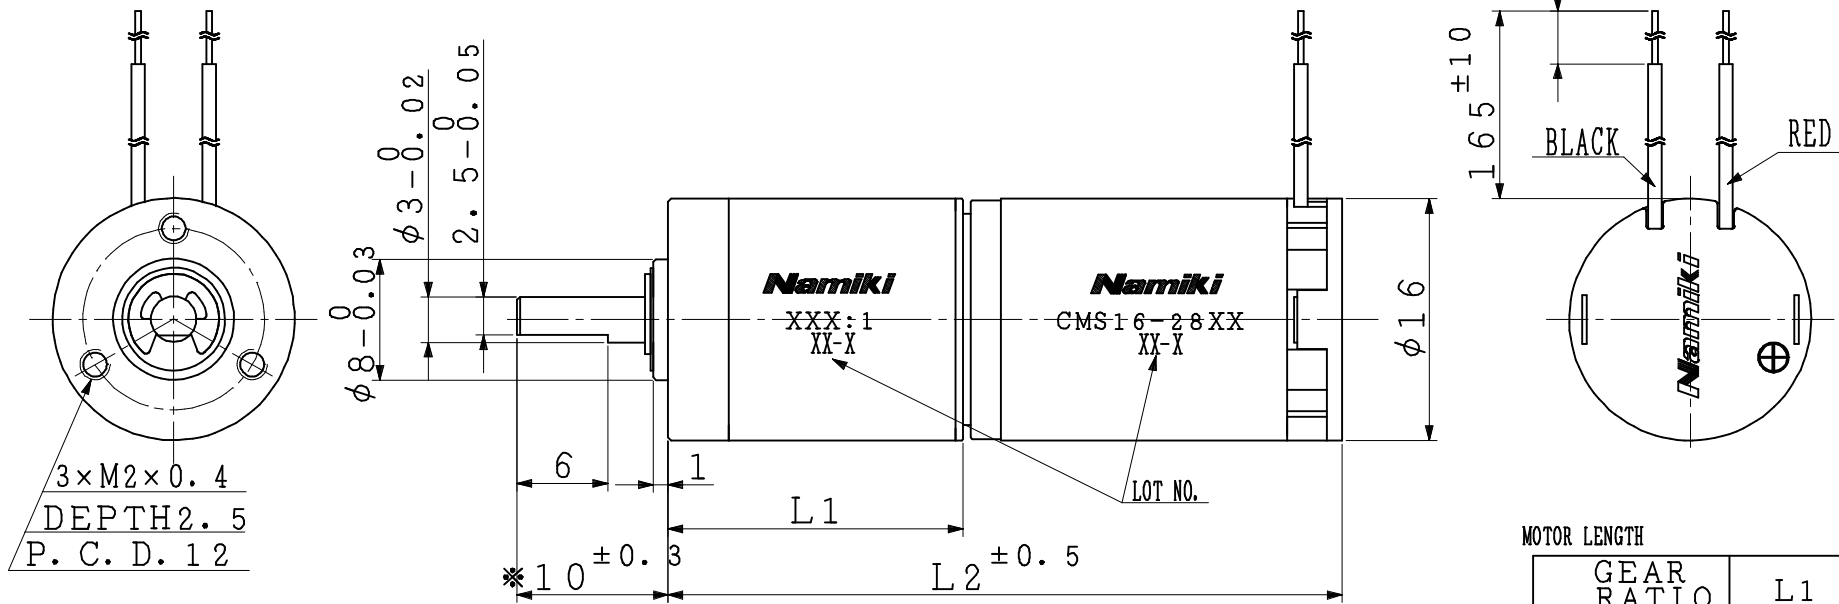 3×M2×0.4
DEPTH2.5
P.C.D.12
φ8-0.03
0
φ3-0.02
0
2.5-0.05
0
6
1
L1
※10±0.3
L2±0.5
Namiki
XXX:1
XX-X
Namiki
CMS16-28XX
XX-X
LOT NO.
φ16
165±10
BLACK
RED
Namiki
MOTOR LENGTH
GEAR
RATIO
L1